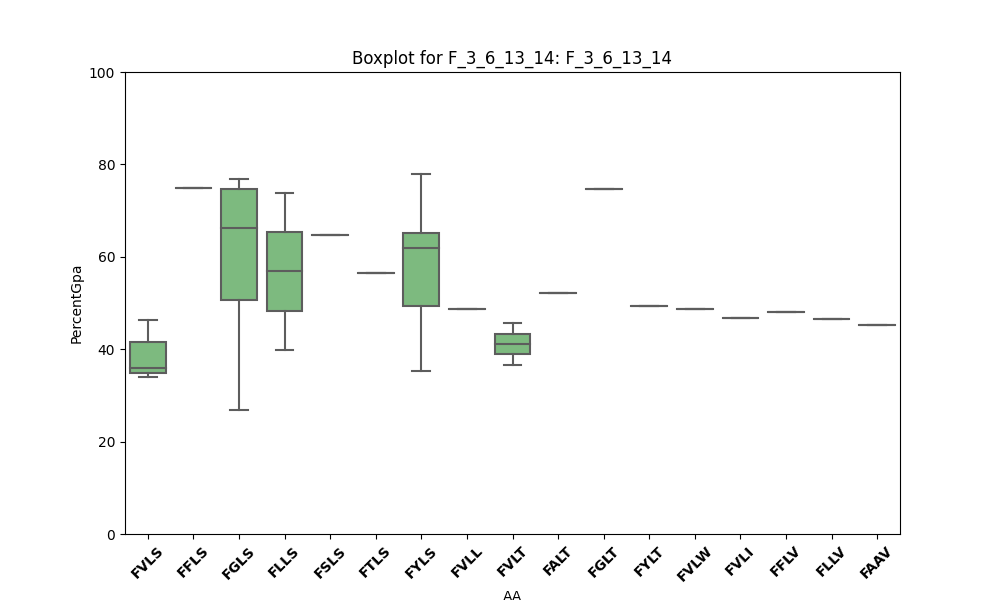 Boxplot for F_3_6_13_14: F_3_6_13_14
PercentGpa
100
80
60
40
20
0
FVLS
FFLS
FGLS
FLLS
FSLS
FTLS
FYLS
FVLL
FVLT
FALT
FGLT
FYLT
FVLW
FVLI
FFLV
FLLV
FAAV
AA